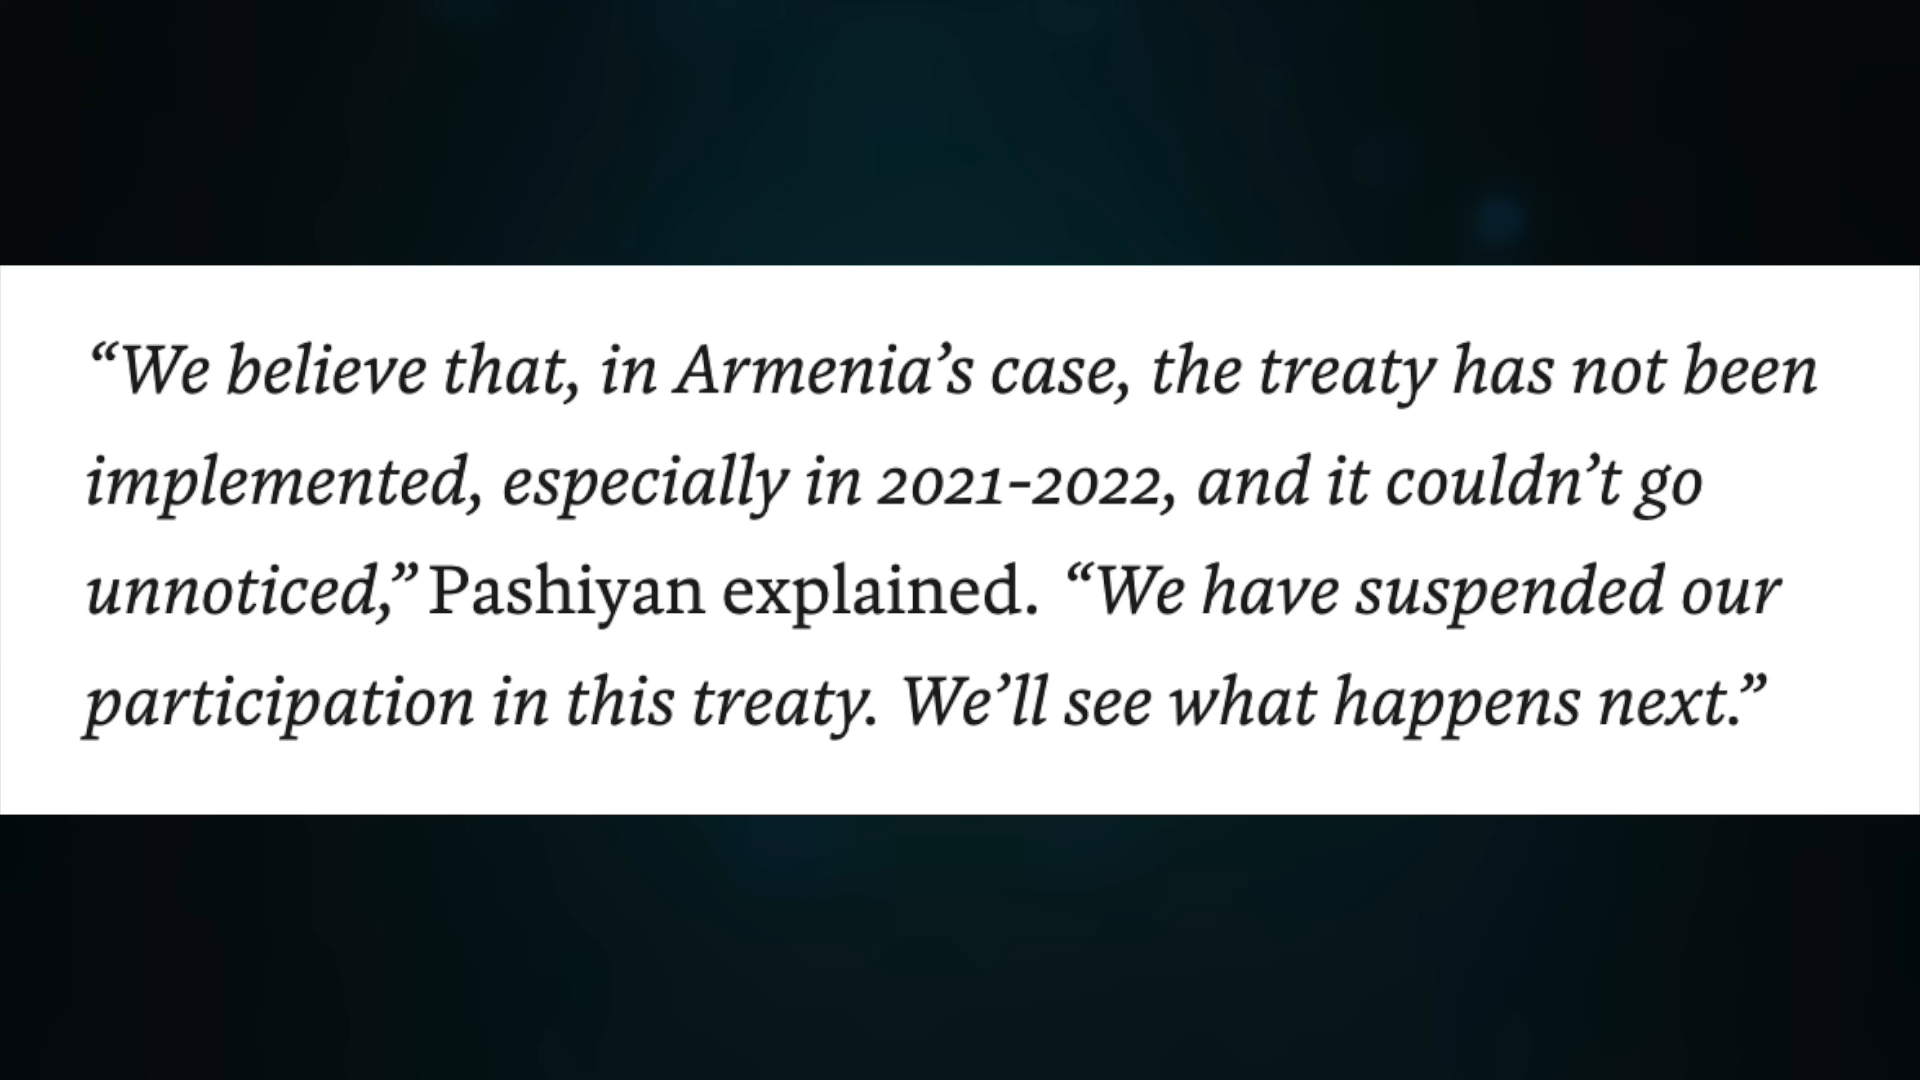 “We believe that, in Armenia’s case, the treaty has not been
implemented, especially in 2021-2022, and it couldn’t go
unnoticed,” Pashiyan explained. “We have suspended our
participation in this treaty. We’ll see what happens next.”